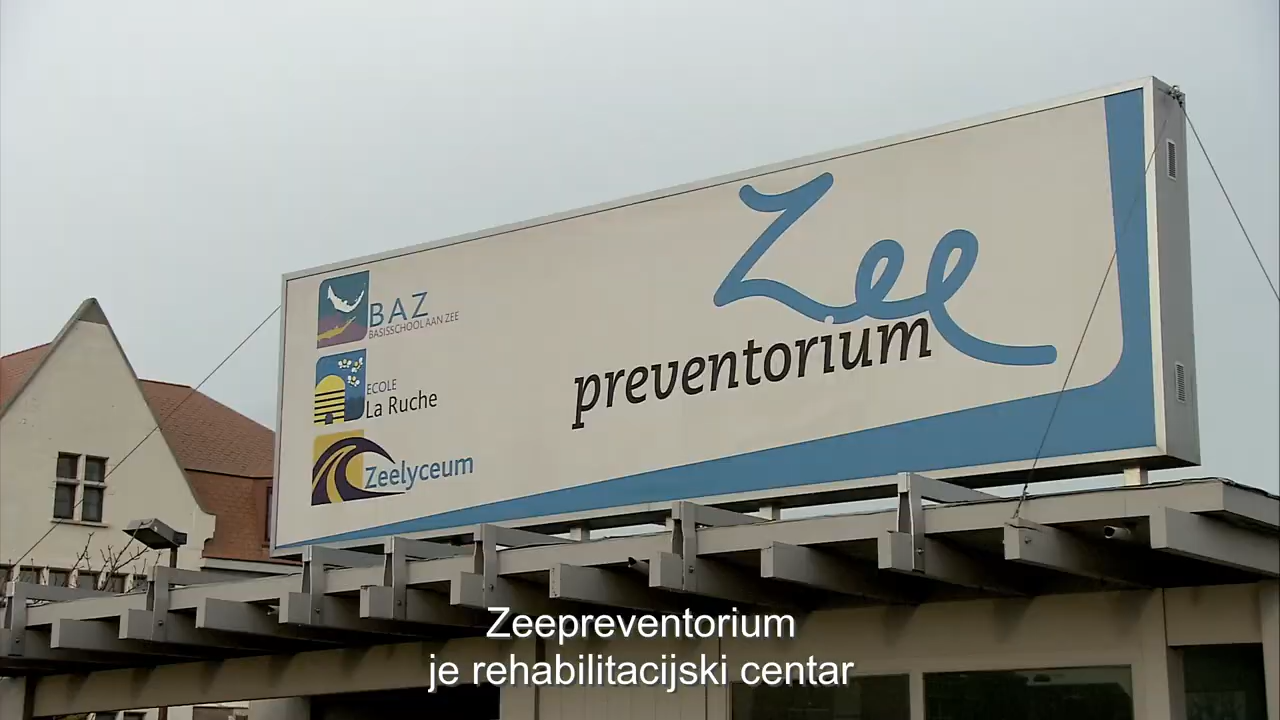 BAZ
BASISSCHOOL AAN ZEE
ECOLE
La Ruche
Zeelyceum
Zee
preventorium
Zeepreventorium
je rehabilitacijski centar